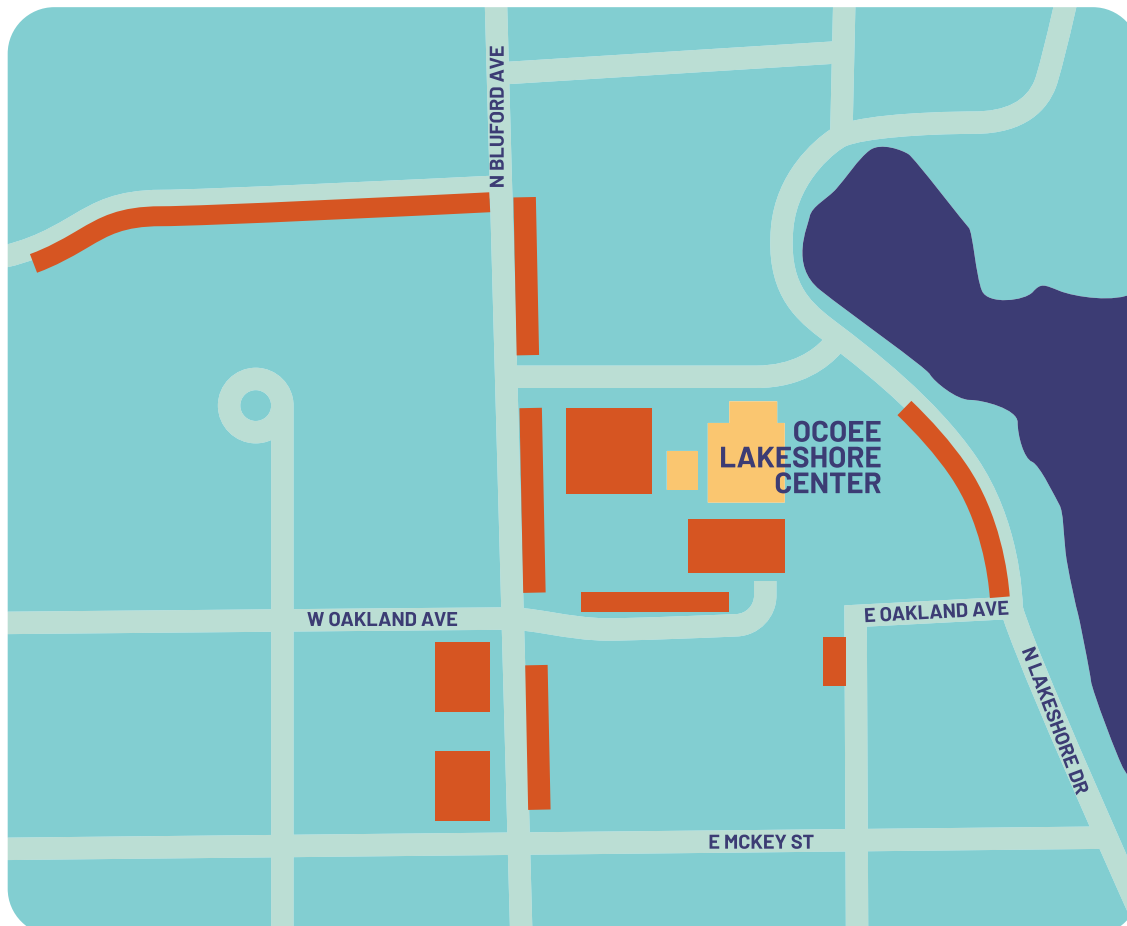 N BLUFORD AVE
OCOEE
LAKESHORE
CENTER
W OAKLAND AVE
E OAKLAND AVE
N LAKESHORE DR
E MCKEY ST